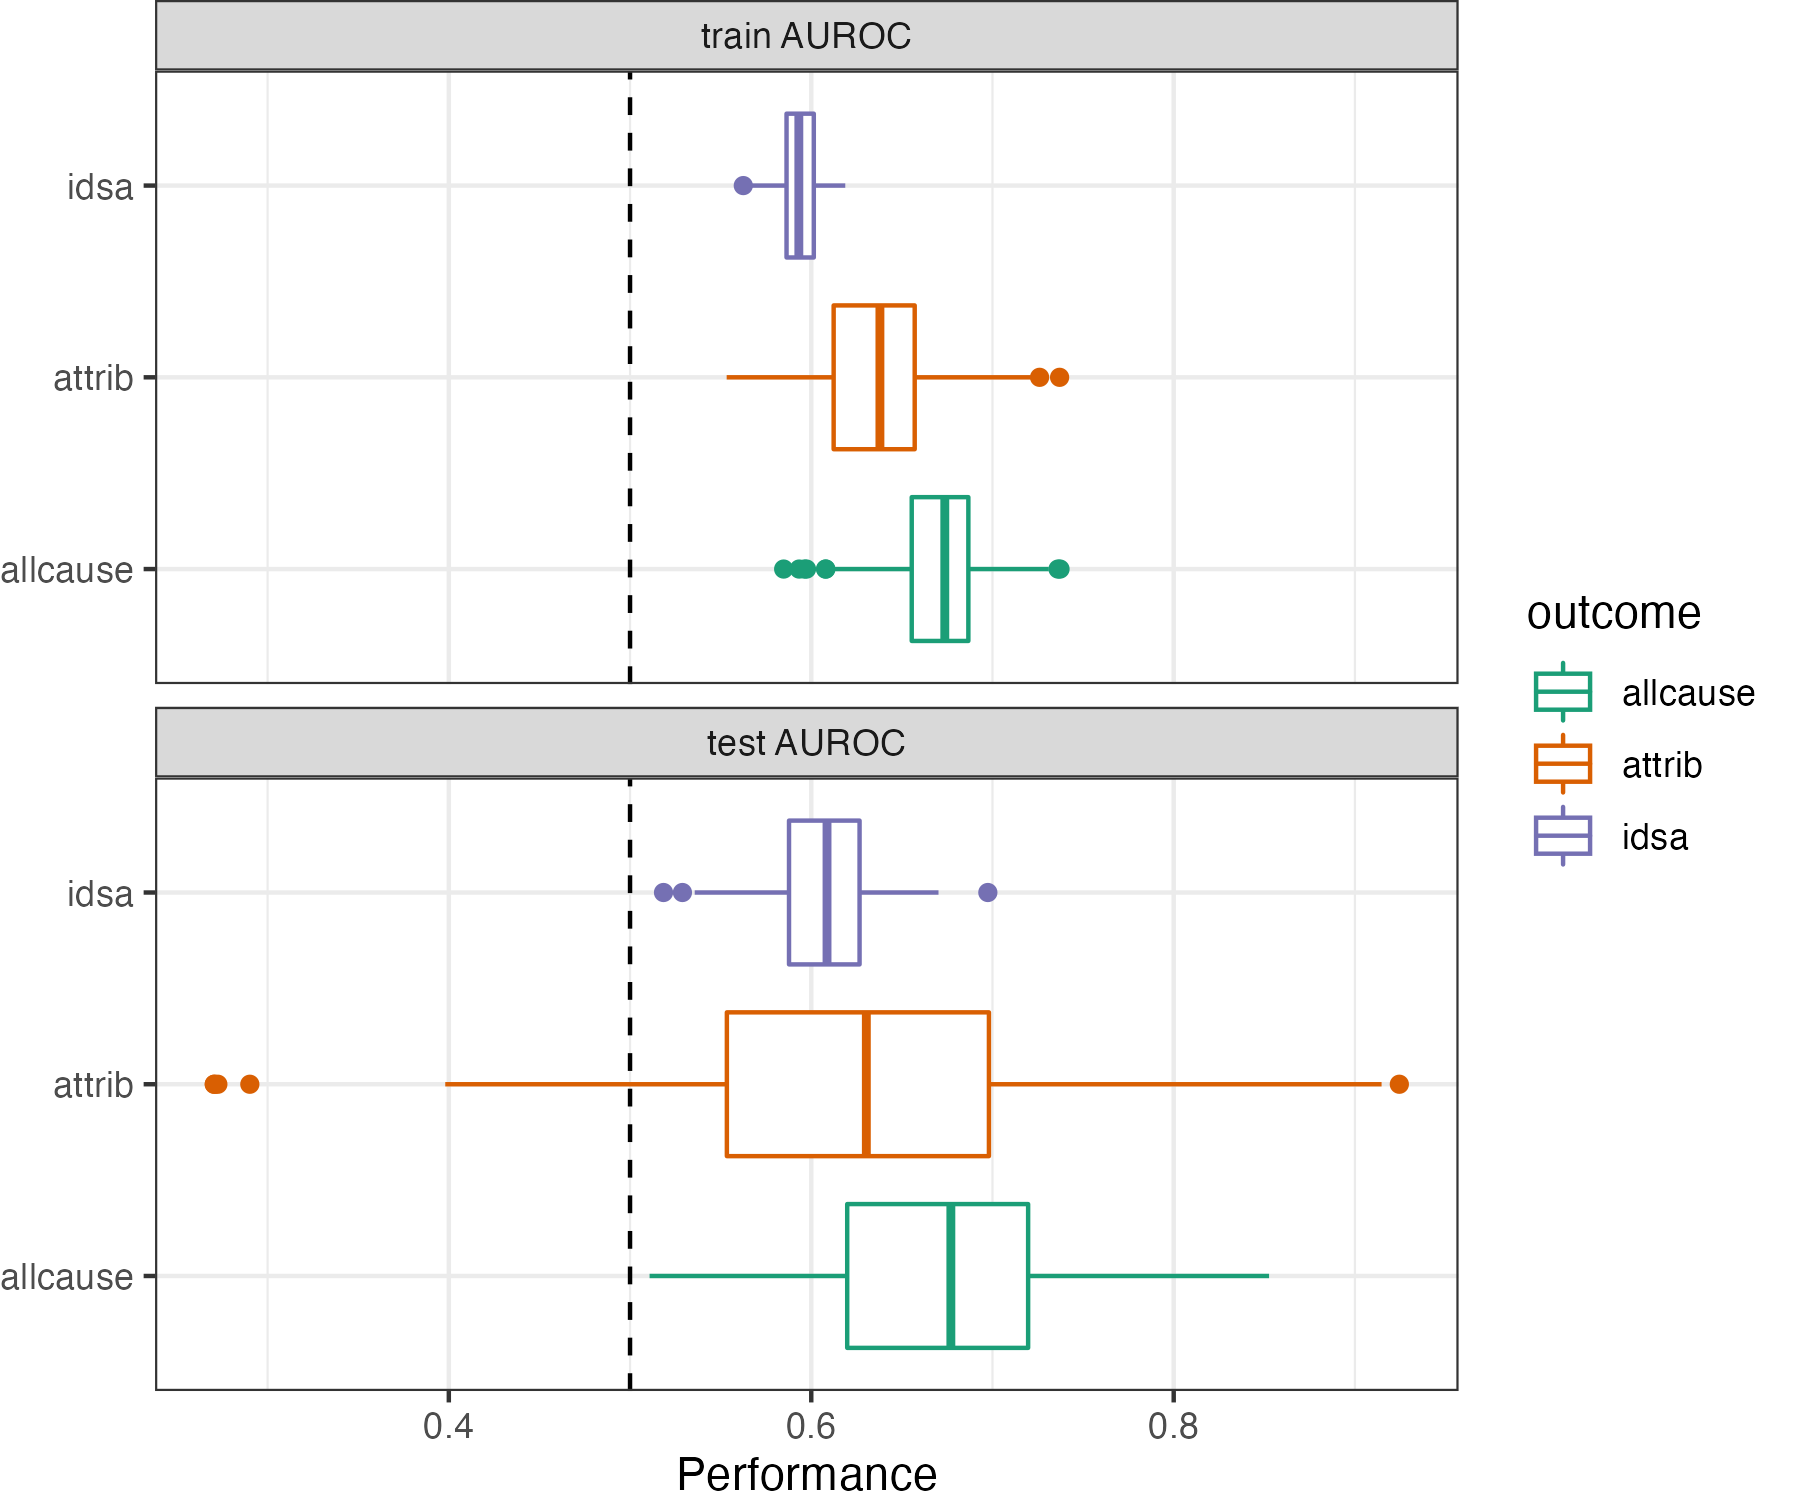 train AUROC
idsa
attrib
allcause
test AUROC
idsa
attrib
allcause
0.4
0.6
0.8
Performance
outcome
allcause
attrib
idsa